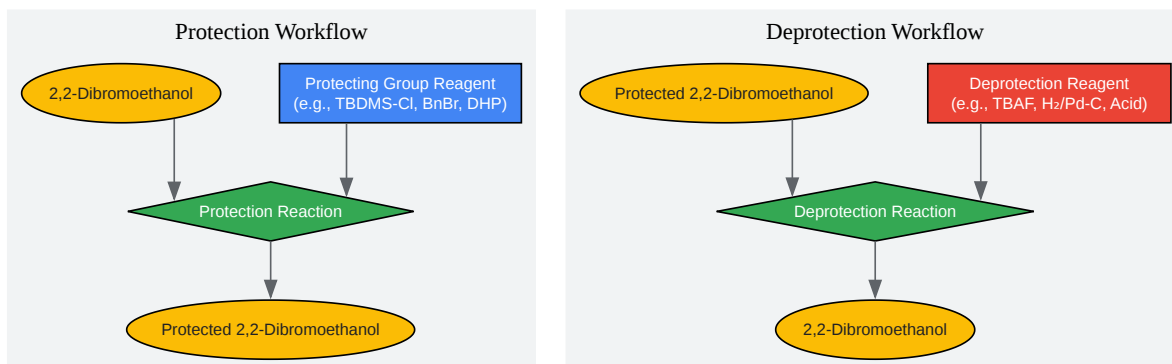 Protection Workflow
2,2-Dibromoethanol
Protecting Group Reagent
(e.g., TBDMS-Cl, BnBr, DHP)
Protection Reaction
Protected 2,2-Dibromoethanol
Deprotection Workflow
Protected 2,2-Dibromoethanol
Deprotection Reagent
(e.g., TBAF, H₂/Pd-C, Acid)
Deprotection Reaction
2,2-Dibromoethanol